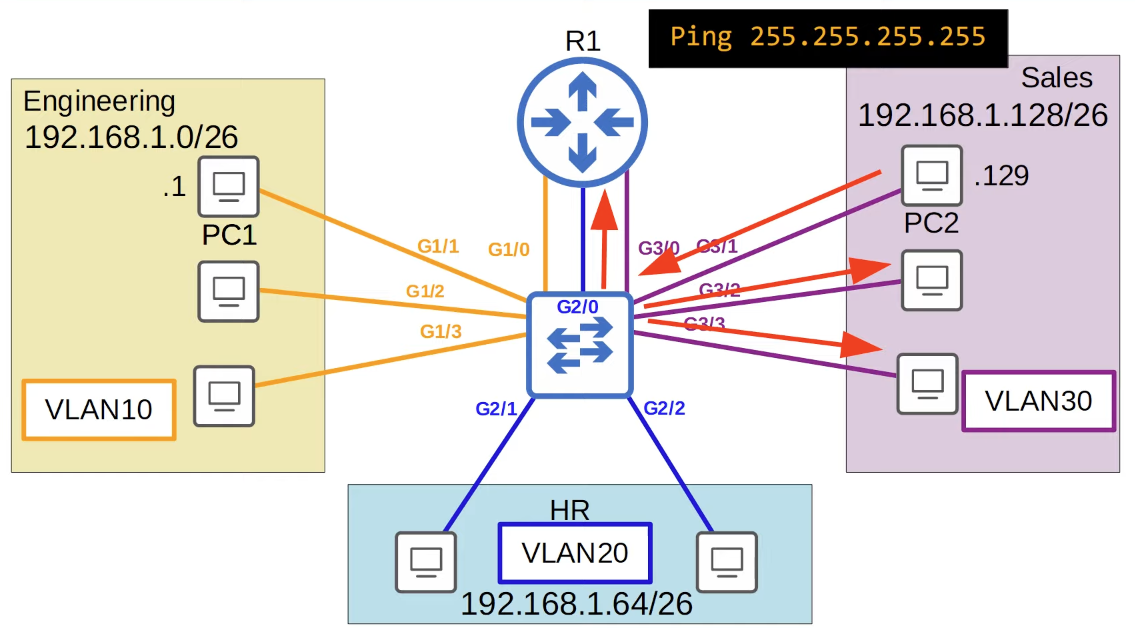 Ping 255.255.255.255
R1
Engineering
192.168.1.0/26
.1
PC1
VLAN10
G1/1
G1/2
G1/3
G1/0
G2/0
G3/0
G3/1
G3/2
G3/3
G2/1
G2/2
Sales
192.168.1.128/26
.129
PC2
VLAN30
HR
VLAN20
192.168.1.64/26